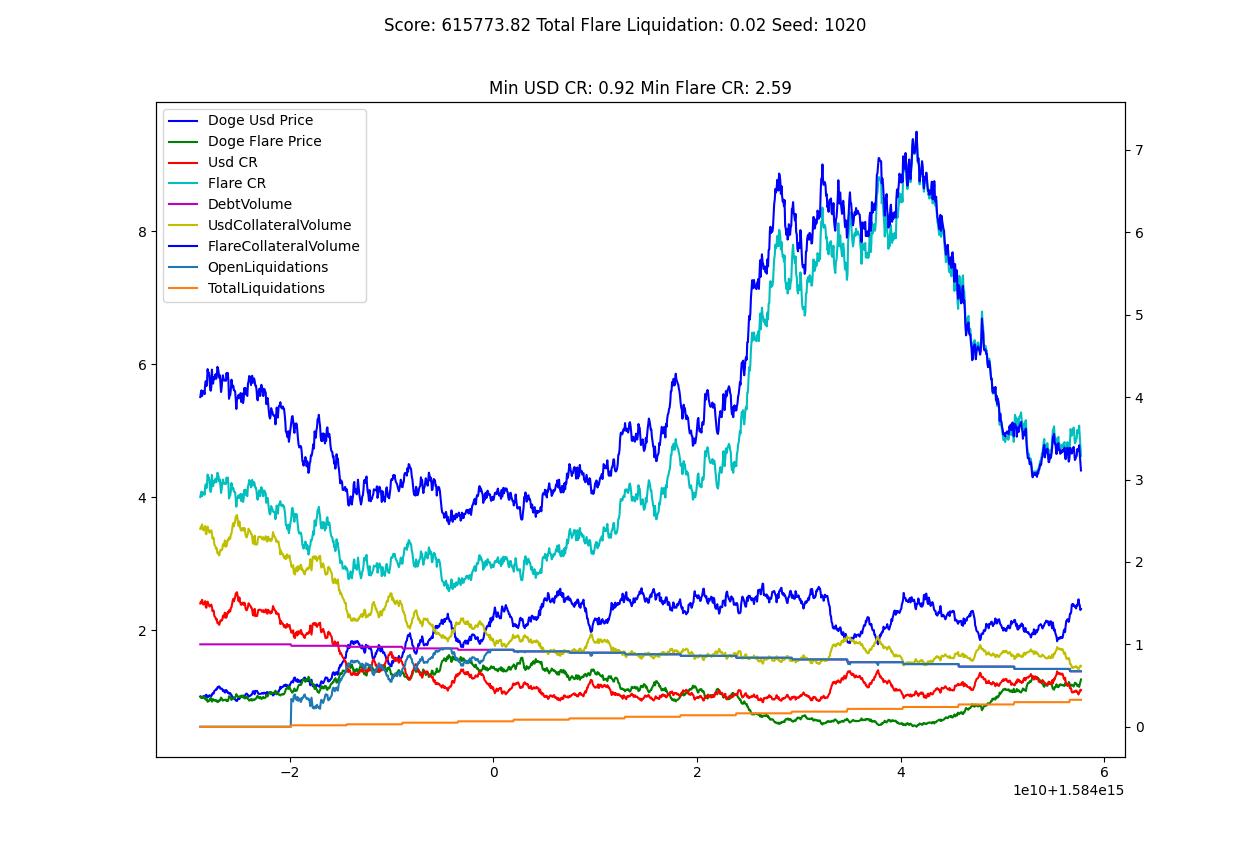 Score: 615773.82 Total Flare Liquidation: 0.02 Seed: 1020
Min USD CR: 0.92 Min Flare CR: 2.59
Doge Usd Price
Doge Flare Price
Usd CR
Flare CR
DebtVolume
UsdCollateralVolume
FlareCollateralVolume
OpenLiquidations
TotalLiquidations
8
6
4
2
7
6
5
4
3
2
1
0
−2 0 2 4 6
1e10+1.584e15